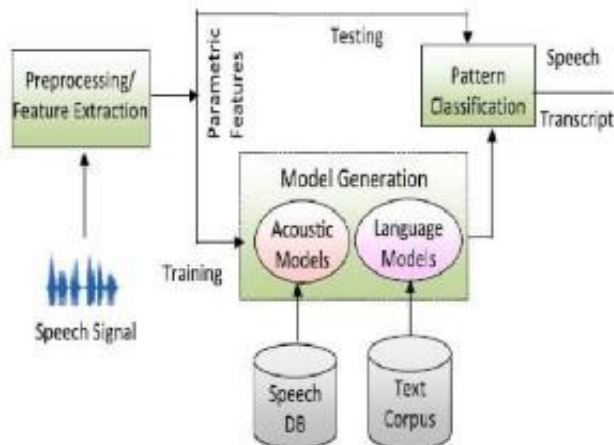 Testing
Preprocessing/
Feature Extraction
Parametric
Features
Pattern
Classification
Speech
Transcript
Model Generation
Acoustic
Models
Language
Models
Training
Speech Signal
Speech
DB
Text
Corpus